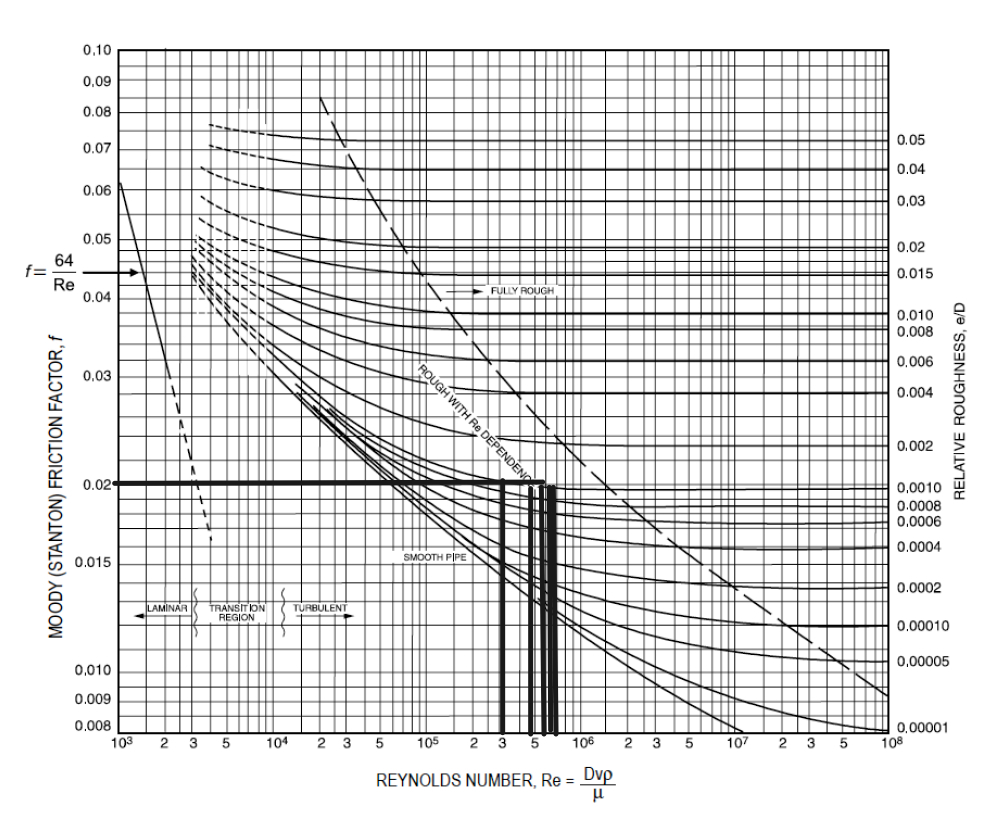 0.10
0.09
0.08
0.07
0.06
0.05
0.04
0.03
0.02
0.015
0.010
0.009
0.008
MOODY (STANTON) FRICTION FACTOR, f
f = 64
Re
FULLY ROUGH
ROUGH WITH Re DEPENDENC
SMOOTH PIPE
LAMINAR
TRANSITION
REGION
TURBULENT
0.05
0.04
0.03
0.02
0.015
0.010
0.008
0.006
0.004
0.002
0.0010
0.0008
0.0006
0.0004
0.0002
0.00010
0.00005
0.00001
RELATIVE ROUGHNESS, e/D
10³ 2 3 5 10⁴ 2 3 5 10⁵ 2 3 5 10⁶ 2 3 5 10⁷ 2 3 5 10⁸
REYNOLDS NUMBER, Re = Dvρ
μ